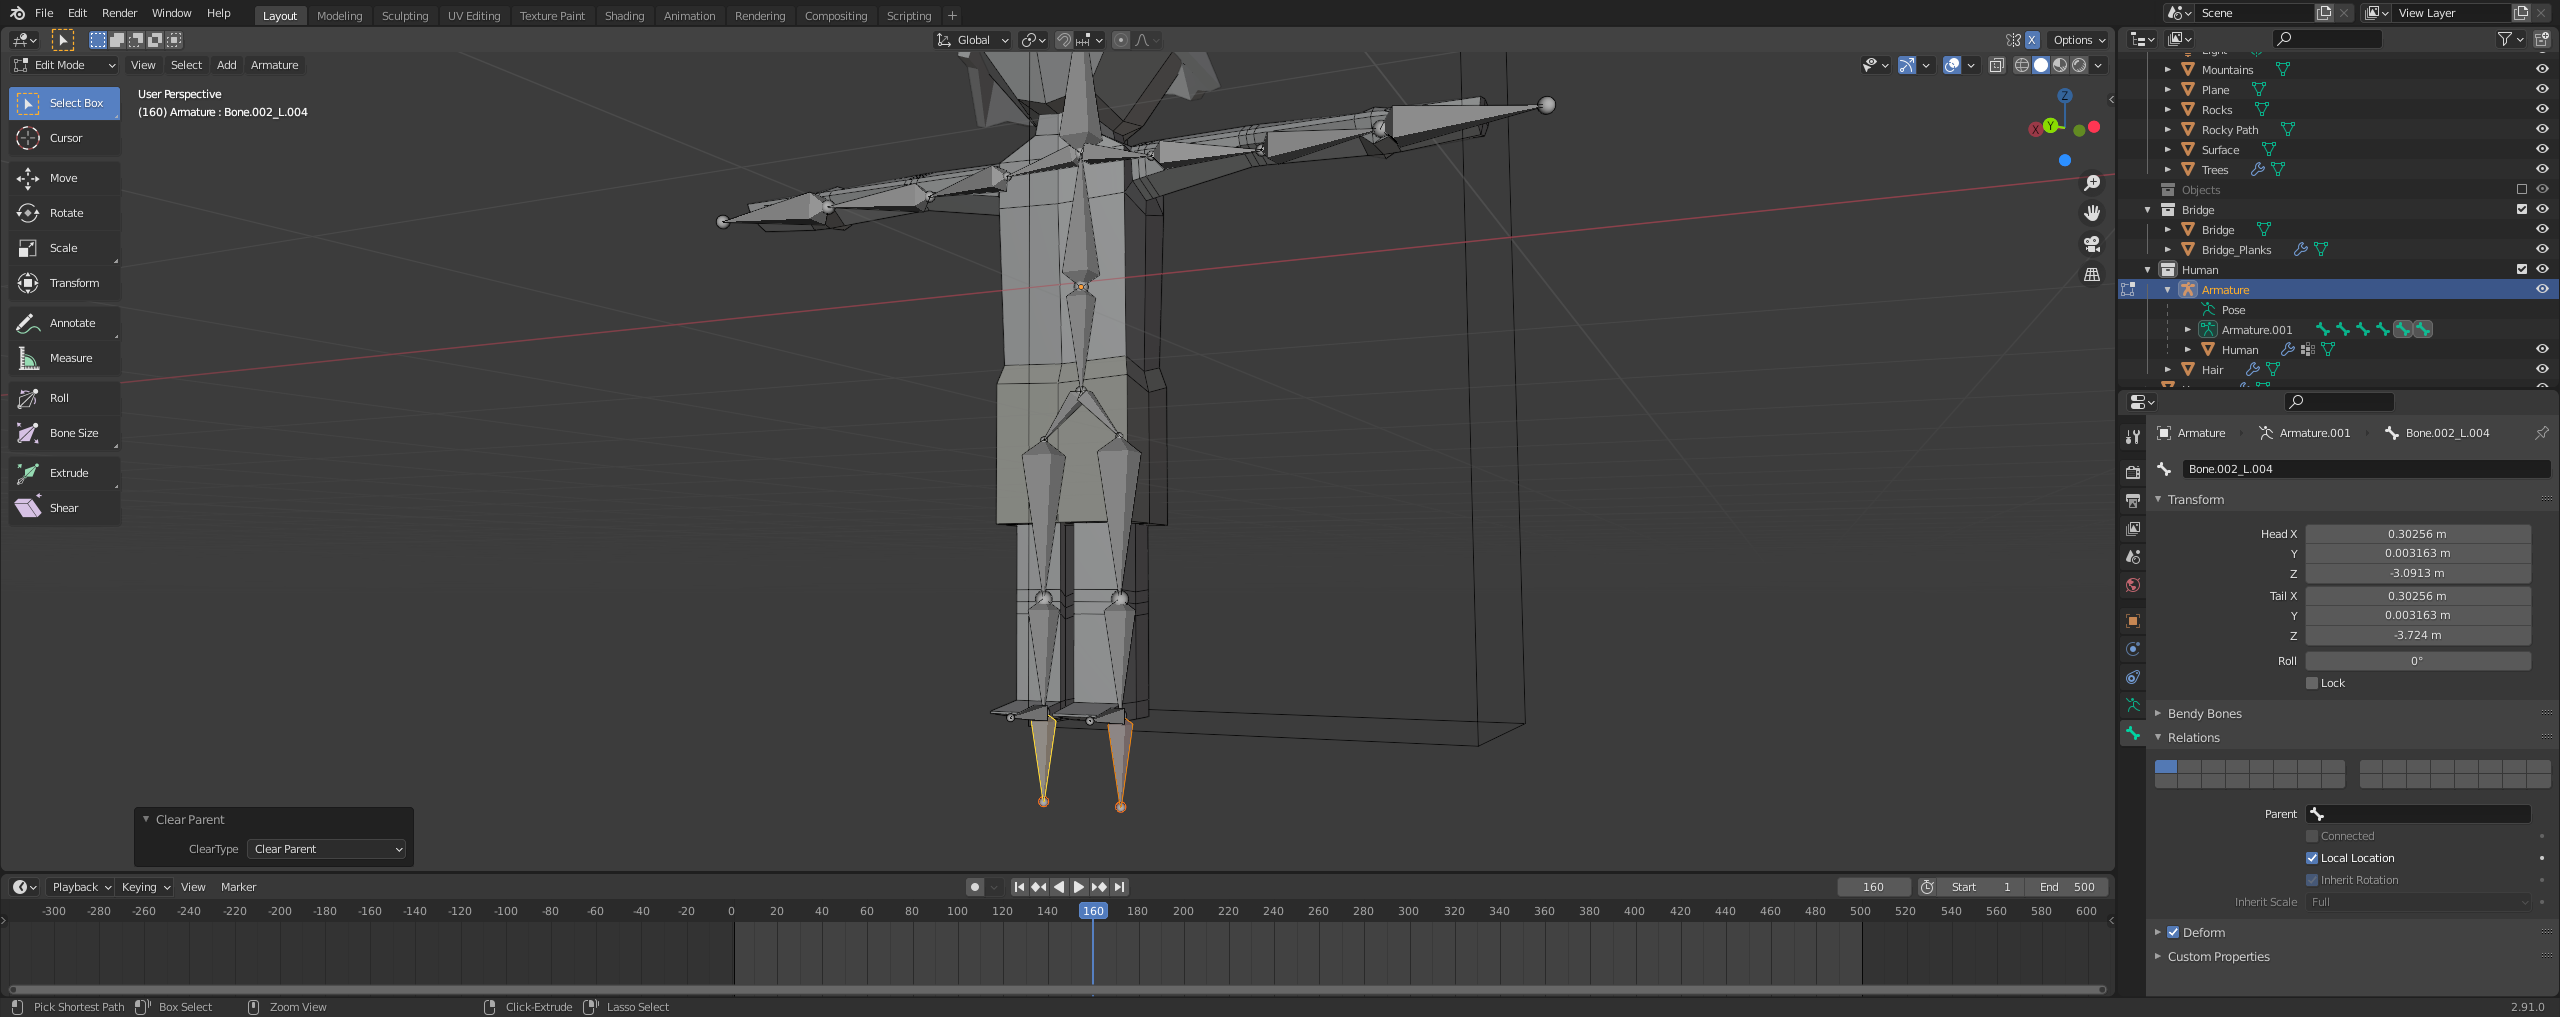 File Edit Render Window Help Layout Modeling Sculpting UV Editing Texture Paint Shading Animation Rendering Compositing Scripting + Scene View Layer
Global X Options
Edit Mode View Select Add Armature
User Perspective
(160) Armature : Bone.002_L.004
Select Box
Cursor
Move
Rotate
Scale
Transform
Annotate
Measure
Roll
Bone Size
Extrude
Shear
Z
X Y
Clear Parent
ClearType Clear Parent
Playback Keying View Marker 160 Start 1 End 500
-300 -280 -260 -240 -220 -200 -180 -160 -140 -120 -100 -80 -60 -40 -20 0 20 40 60 80 100 120 140 160 180 200 220 240 260 280 300 320 340 360 380 400 420 440 460 480 500 520 540 560 580 600
Pick Shortest Path Box Select Zoom View Click-Extrude Lasso Select 2.91.0
Mountains
Plane
Rocks
Rocky Path
Surface
Trees
Objects
Bridge
Bridge
Bridge_Planks
Human
Armature
Pose
Armature.001
Human
Hair
Armature Armature.001 Bone.002_L.004
Bone.002_L.004
Transform
Head X 0.30256 m
Y 0.003163 m
Z -3.0913 m
Tail X 0.30256 m
Y 0.003163 m
Z -3.724 m
Roll 0°
Lock
Bendy Bones
Relations
Parent
Connected
Local Location
Inherit Rotation
Inherit Scale Full
Deform
Custom Properties